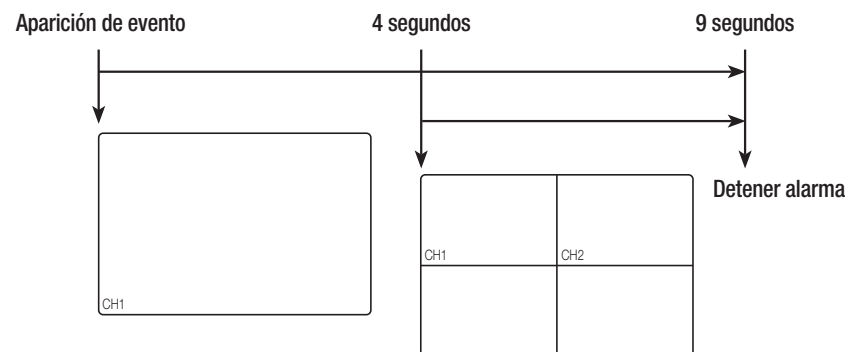 Aparición de evento
4 segundos
9 segundos
Detener alarma
CH1
CH2
CH1